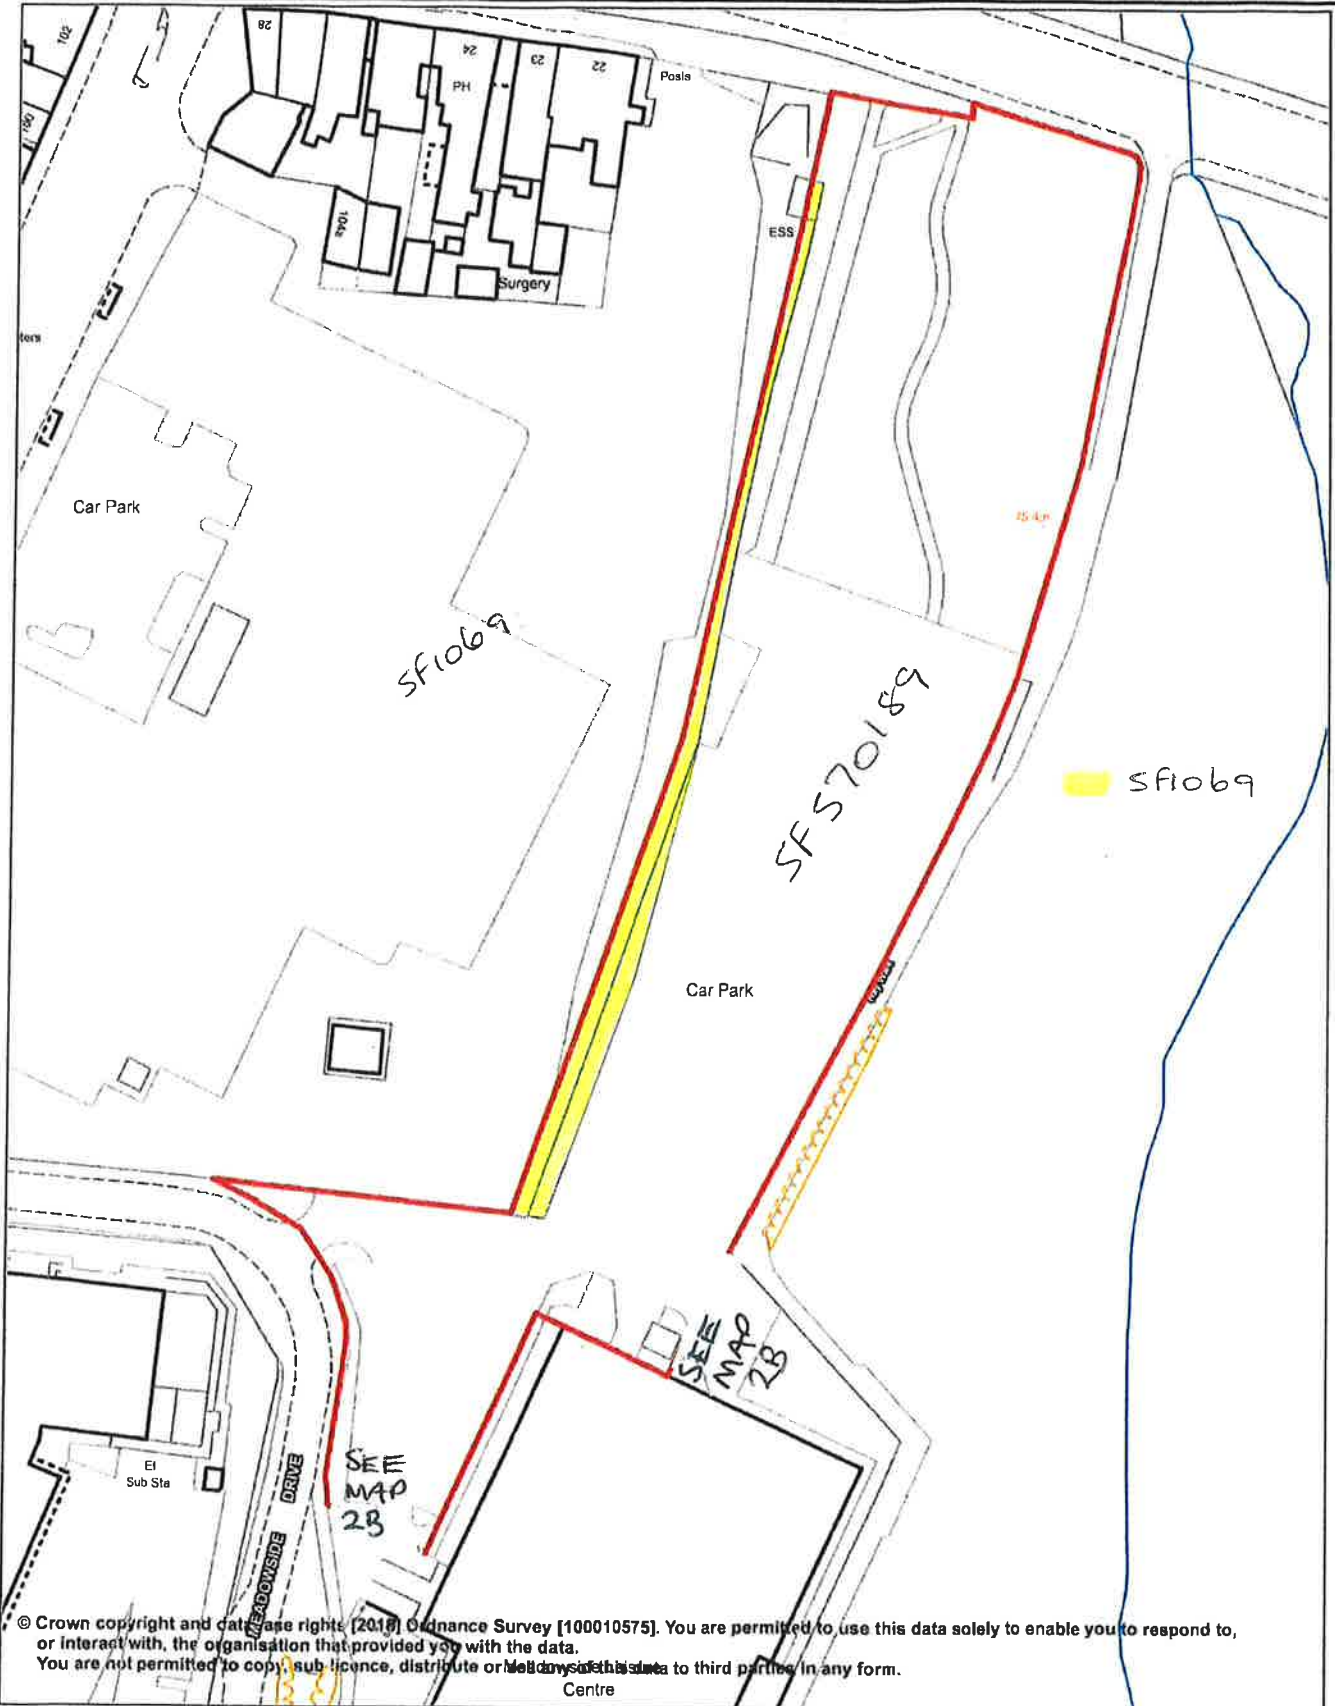 102
100
28
24
PH
23
22
Posts
104a
ESS
Surgery
Car Park
15.4m
SF1069
SF570189
SF1069
Car Park
SEE
MAP
2B
El
Sub Sta
SEE
MAP
2B
MEADOWSIDE DRIVE
© Crown copyright and database rights [2018] Ordnance Survey [100010575]. You are permitted to use this data solely to enable you to respond to,
or interact with, the organisation that provided you with the data.
You are not permitted to copy, sub-licence, distribute or sell any of this data to third parties in any form.
Centre